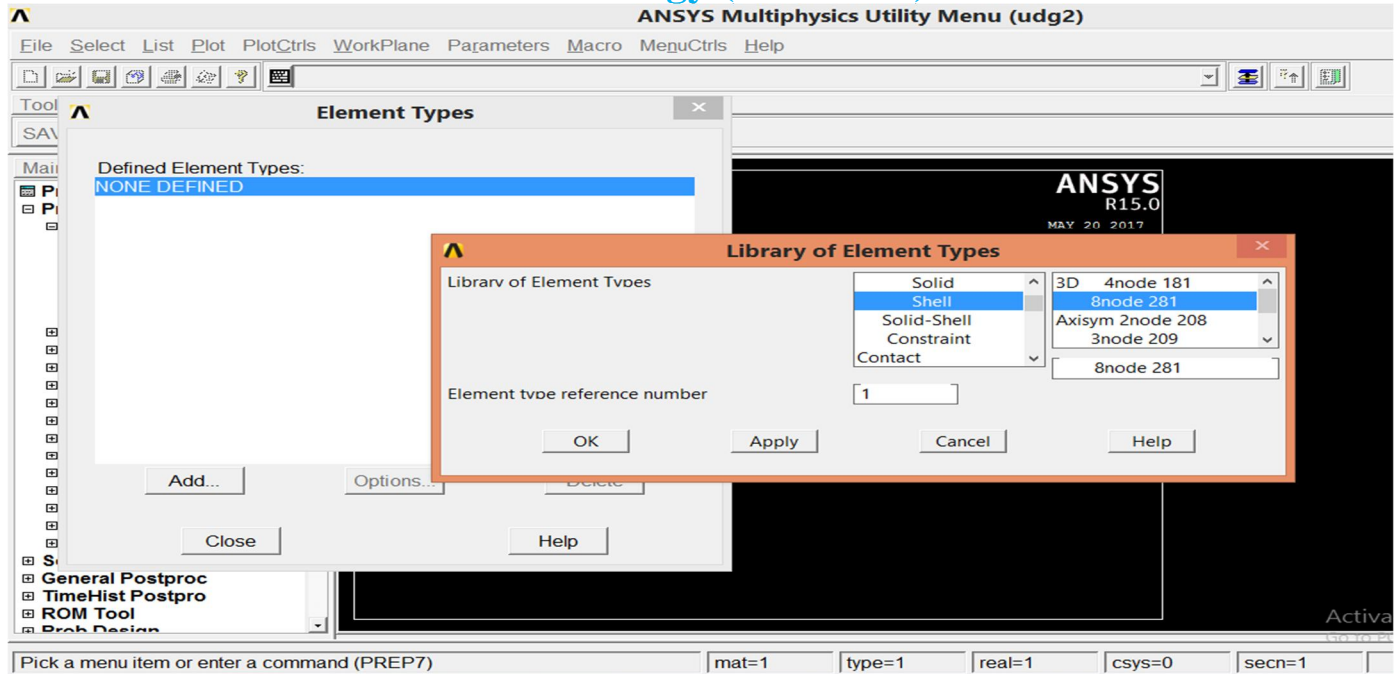 ANSYS Multiphysics Utility Menu (udg2)
File Select List Plot PlotCtrls WorkPlane Parameters Macro MenuCtrls Help
Element Types
Defined Element Types:
NONE DEFINED
ANSYS
R15.0
MAY 20 2017
Library of Element Types
Library of Element Types
Solid
Shell
Solid-Shell
Constraint
Contact
3D 4node 181
8node 281
Axisym 2node 208
3node 209
8node 281
Element type reference number
1
OK Apply Cancel Help
Add... Options... Delete
Close Help
General Postproc
TimeHist Postpro
ROM Tool
Prob Design
Pick a menu item or enter a command (PREP7) mat=1 type=1 real=1 csys=0 secn=1